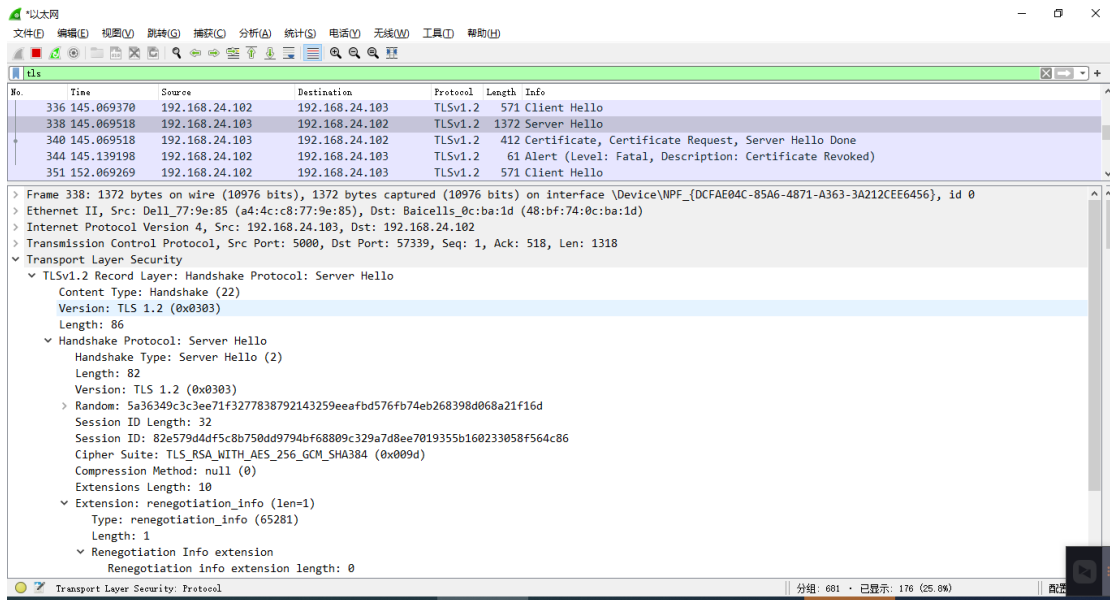 *以太网
文件(F) 编辑(E) 视图(V) 跳转(G) 捕获(C) 分析(A) 统计(S) 电话(Y) 无线(W) 工具(T) 帮助(H)
tls
No. Time Source Destination Protocol Length Info
336 145.069370 192.168.24.102 192.168.24.103 TLSv1.2 571 Client Hello
338 145.069518 192.168.24.103 192.168.24.102 TLSv1.2 1372 Server Hello
340 145.069518 192.168.24.103 192.168.24.102 TLSv1.2 412 Certificate, Certificate Request, Server Hello Done
344 145.139198 192.168.24.102 192.168.24.103 TLSv1.2 61 Alert (Level: Fatal, Description: Certificate Revoked)
351 152.069269 192.168.24.102 192.168.24.103 TLSv1.2 571 Client Hello
Frame 338: 1372 bytes on wire (10976 bits), 1372 bytes captured (10976 bits) on interface \Device\NPF_{DCFAE04C-85A6-4871-A363-3A212CEE6456}, id 0
Ethernet II, Src: Dell_77:9e:85 (a4:4c:c8:77:9e:85), Dst: Baicells_0c:ba:1d (48:bf:74:0c:ba:1d)
Internet Protocol Version 4, Src: 192.168.24.103, Dst: 192.168.24.102
Transmission Control Protocol, Src Port: 5000, Dst Port: 57339, Seq: 1, Ack: 518, Len: 1318
Transport Layer Security
TLSv1.2 Record Layer: Handshake Protocol: Server Hello
Content Type: Handshake (22)
Version: TLS 1.2 (0x0303)
Length: 86
Handshake Protocol: Server Hello
Handshake Type: Server Hello (2)
Length: 82
Version: TLS 1.2 (0x0303)
Random: 5a36349c3c3ee71f3277838792143259eeafbd576fb74eb268398d068a21f16d
Session ID Length: 32
Session ID: 82e579d4df5c8b750dd9794bf68809c329a7d8ee7019355b160233058f564c86
Cipher Suite: TLS_RSA_WITH_AES_256_GCM_SHA384 (0x009d)
Compression Method: null (0)
Extensions Length: 10
Extension: renegotiation_info (len=1)
Type: renegotiation_info (65281)
Length: 1
Renegotiation Info extension
Renegotiation info extension length: 0
Transport Layer Security: Protocol 分组: 681 · 已显示: 176 (25.8%) 配置